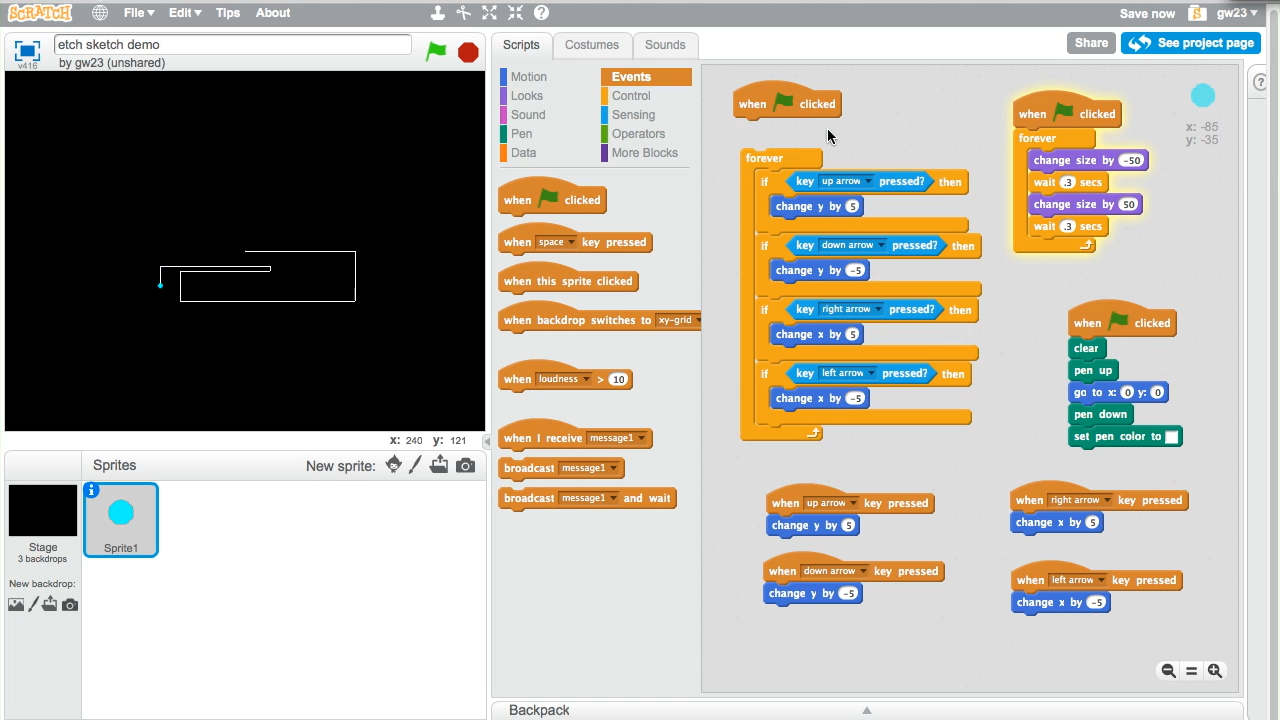 SCRATCH File Edit Tips About Save now gw23
etch sketch demo
by gw23 (unshared)
v416
Scripts Costumes Sounds
Share See project page
Motion Events
Looks Control
Sound Sensing
Pen Operators
Data More Blocks
when clicked
when space key pressed
when this sprite clicked
when backdrop switches to xy-grid
when loudness > 10
when I receive message1
broadcast message1
broadcast message1 and wait
when clicked
forever
if key up arrow pressed? then
change y by 5
if key down arrow pressed? then
change y by -5
if key right arrow pressed? then
change x by 5
if key left arrow pressed? then
change x by -5
when clicked
forever
change size by -50
wait .3 secs
change size by 50
wait .3 secs
x: -85
y: -35
when clicked
clear
pen up
go to x: 0 y: 0
pen down
set pen color to
when up arrow key pressed
change y by 5
when down arrow key pressed
change y by -5
when right arrow key pressed
change x by 5
when left arrow key pressed
change x by -5
x: 240 y: 121
Sprites New sprite:
Stage
3 backdrops
New backdrop:
Sprite1
Backpack